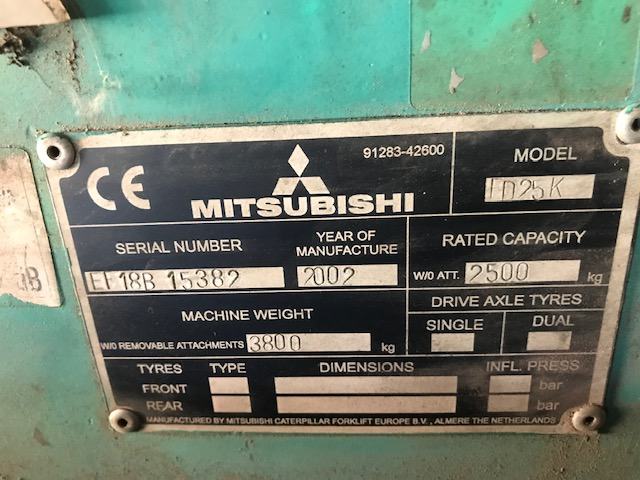 91283-42600
CE
MITSUBISHI
MODEL
FD25K
SERIAL NUMBER
EF18B 15382
YEAR OF
MANUFACTURE
2002
RATED CAPACITY
W/O ATT. 2500 kg
MACHINE WEIGHT
W/O REMOVABLE ATTACHMENTS 3800 kg
DRIVE AXLE TYRES
SINGLE DUAL
TYRES TYPE DIMENSIONS INFL. PRESS
FRONT bar
REAR bar
MANUFACTURED BY MITSUBISHI CATERPILLAR FORKLIFT EUROPE B.V., ALMERE THE NETHERLANDS